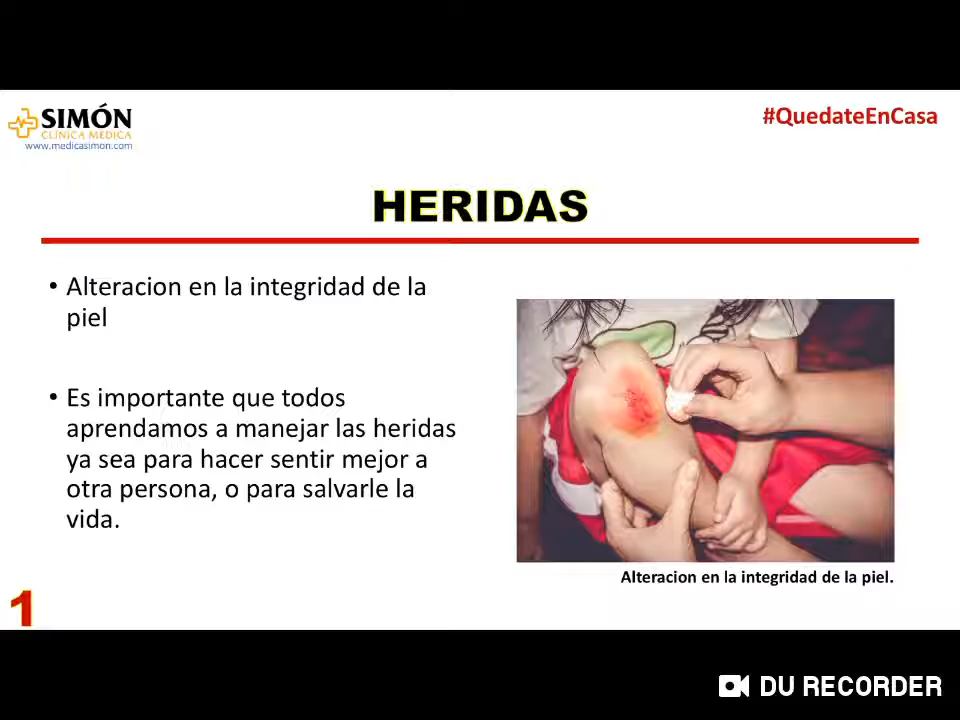 SIMÓN
CLÍNICA MÉDICA
www.medicasimon.com
#QuedateEnCasa
HERIDAS
• Alteracion en la integridad de la
piel
• Es importante que todos
aprendamos a manejar las heridas
ya sea para hacer sentir mejor a
otra persona, o para salvarle la
vida.
Alteracion en la integridad de la piel.
1
DU RECORDER